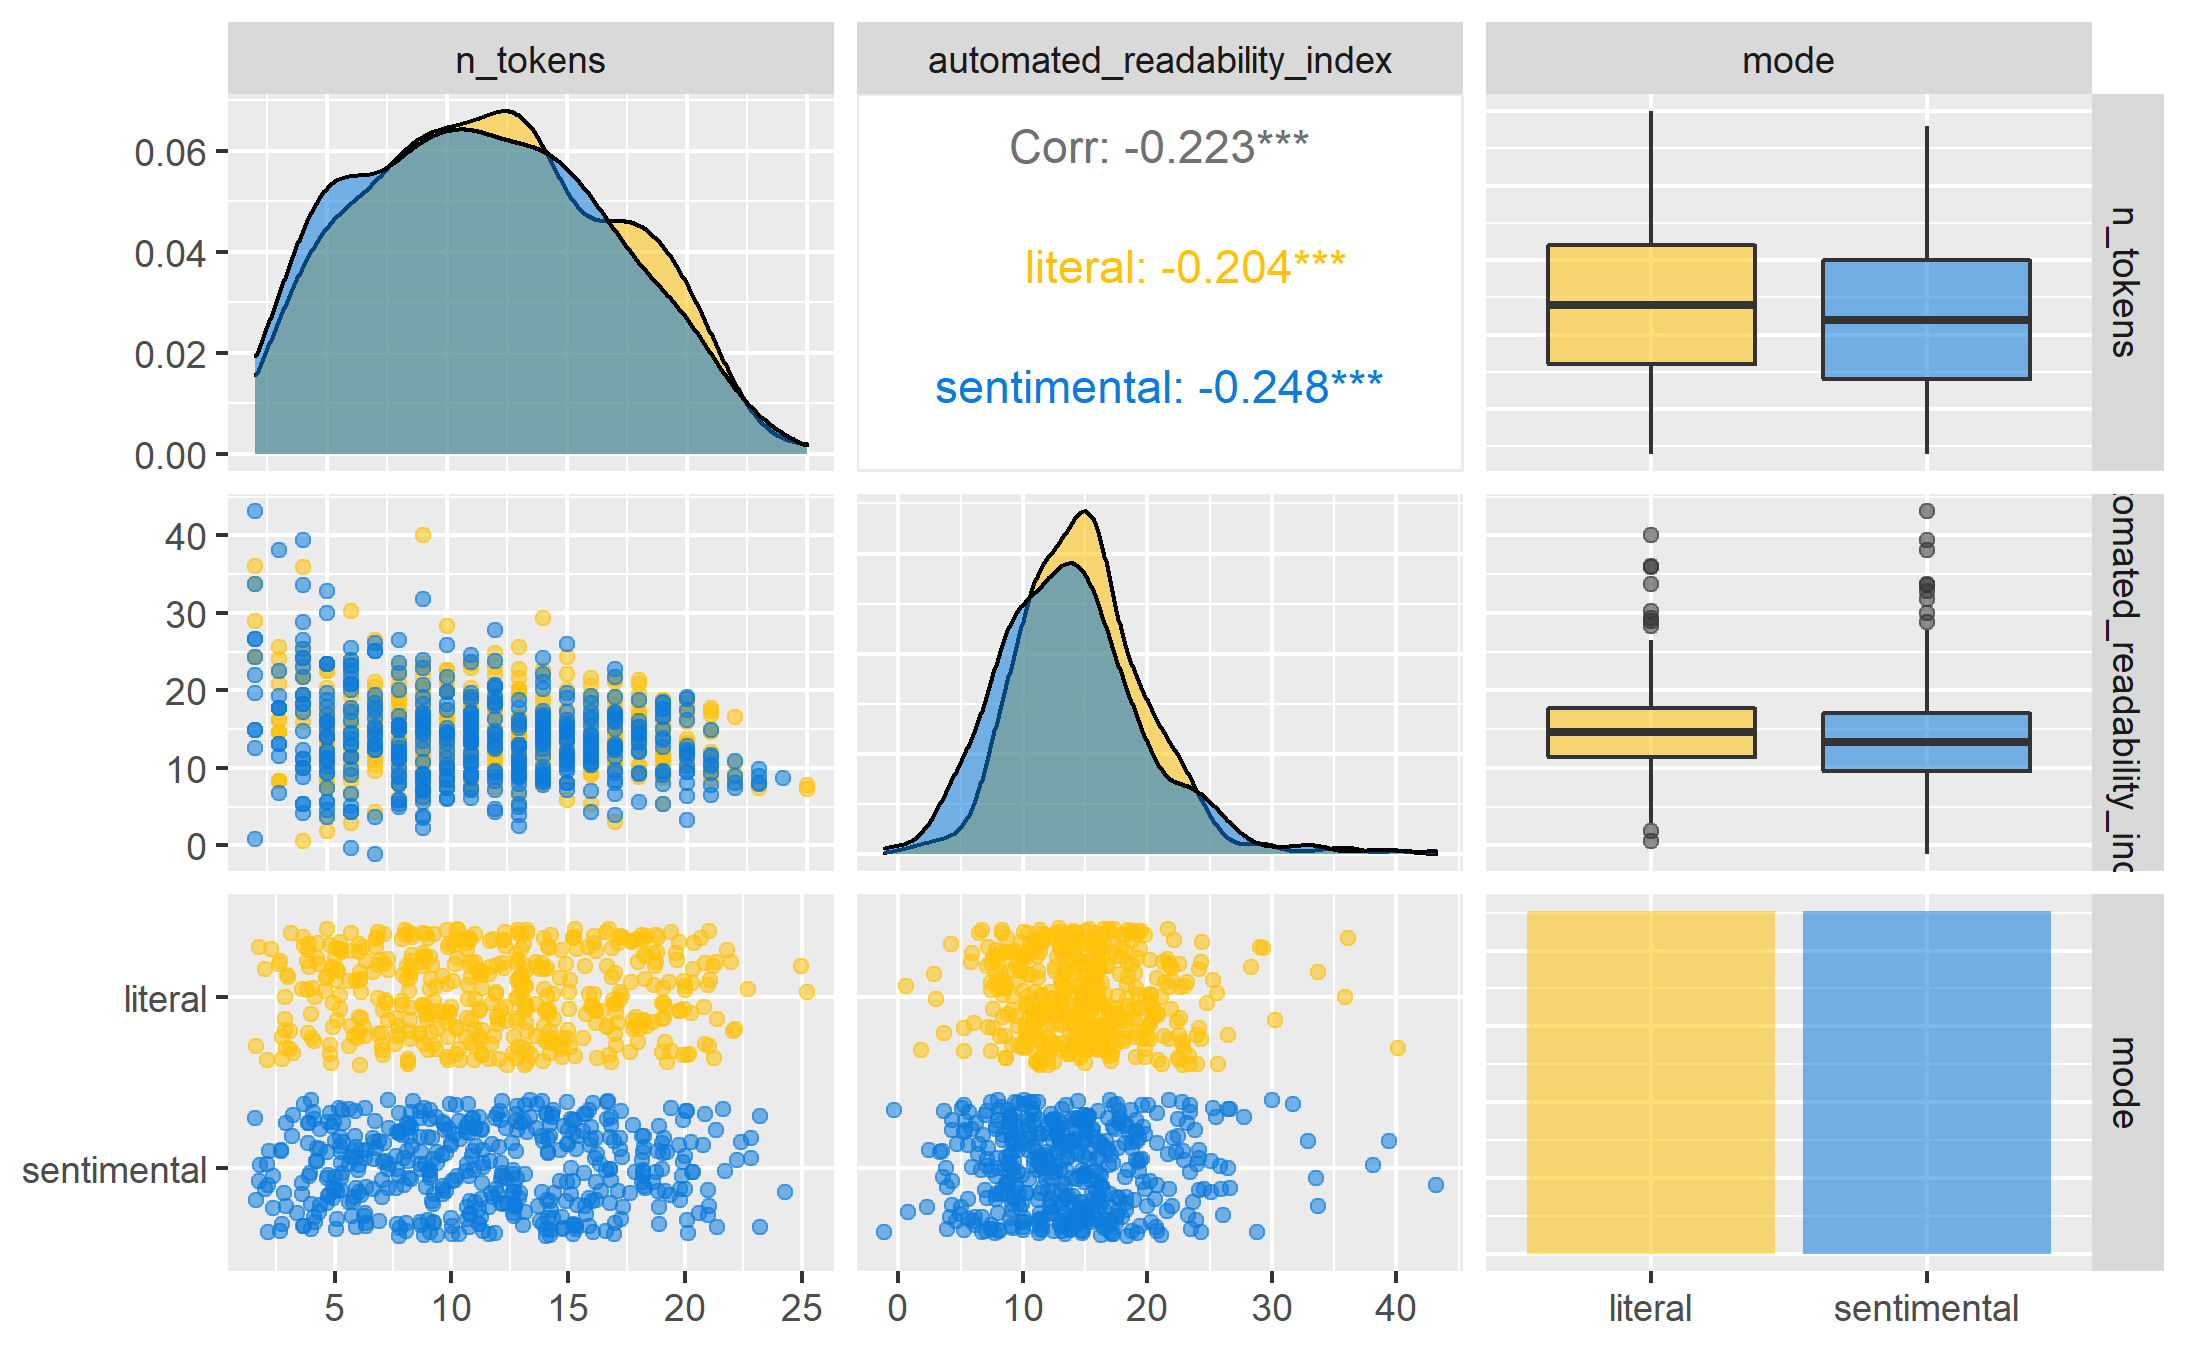 n_tokens automated_readability_index mode
0.06
0.04
0.02
0.00
Corr: -0.223***
literal: -0.204***
sentimental: -0.248***
n_tokens
40
30
20
10
0
omated_readability_inc
literal
sentimental
mode
5 10 15 20 25
0 10 20 30 40
literal sentimental